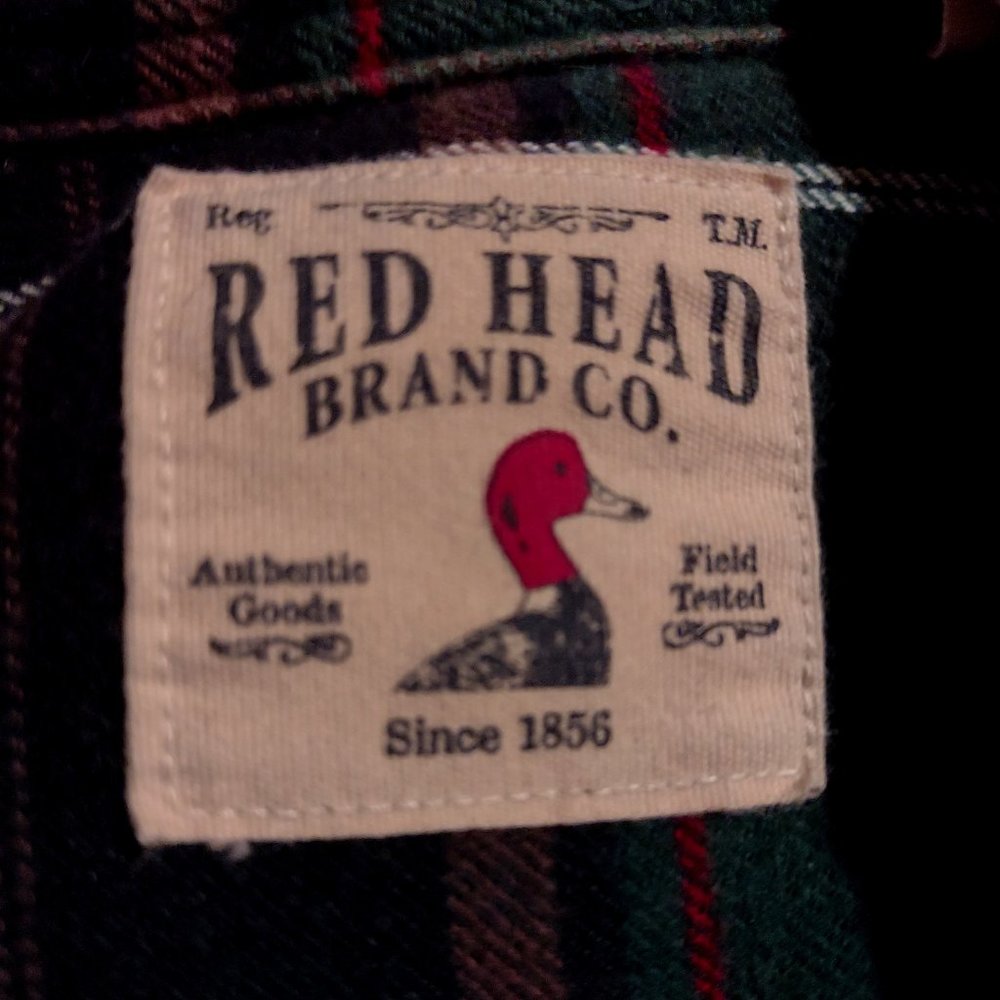 Reg T.M.
RED HEAD
BRAND CO.
Authentic
Goods
Field
Tested
Since 1856